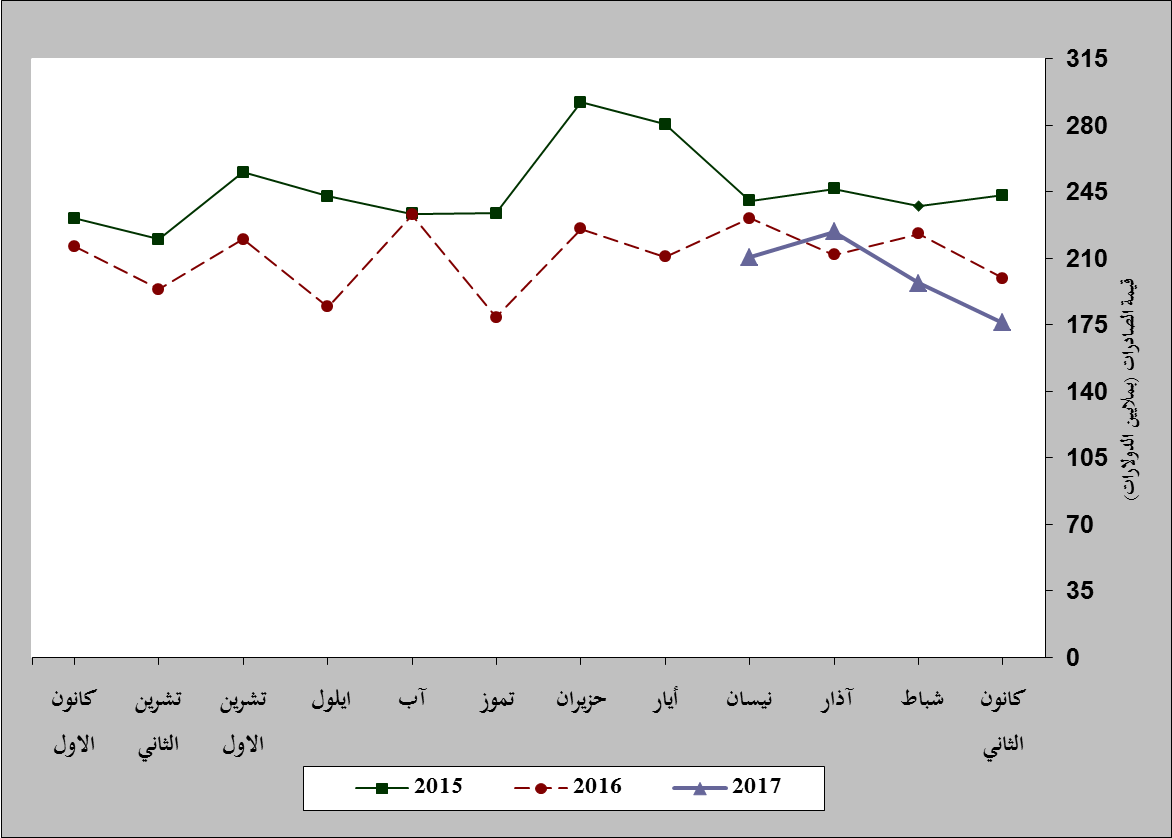 315
280
245
210
175
140
105
70
35
0
قيمة الصادرات (بملايين الدولارات)
كانون الثاني
شباط
آذار
نيسان
أيار
حزيران
تموز
آب
ايلول
تشرين الاول
تشرين الثاني
كانون الاول
2015 2016 2017